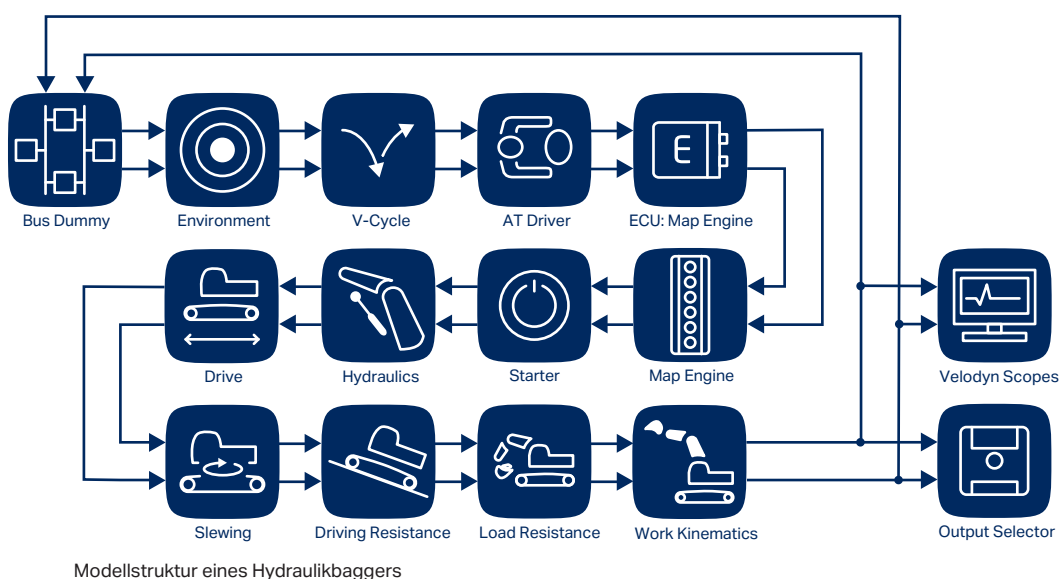 Bus Dummy
Environment
V-Cycle
AT Driver
E
ECU: Map Engine
Drive
Hydraulics
Starter
Map Engine
Velodyn Scopes
Slewing
Driving Resistance
Load Resistance
Work Kinematics
Output Selector
Modellstruktur eines Hydraulikbaggers